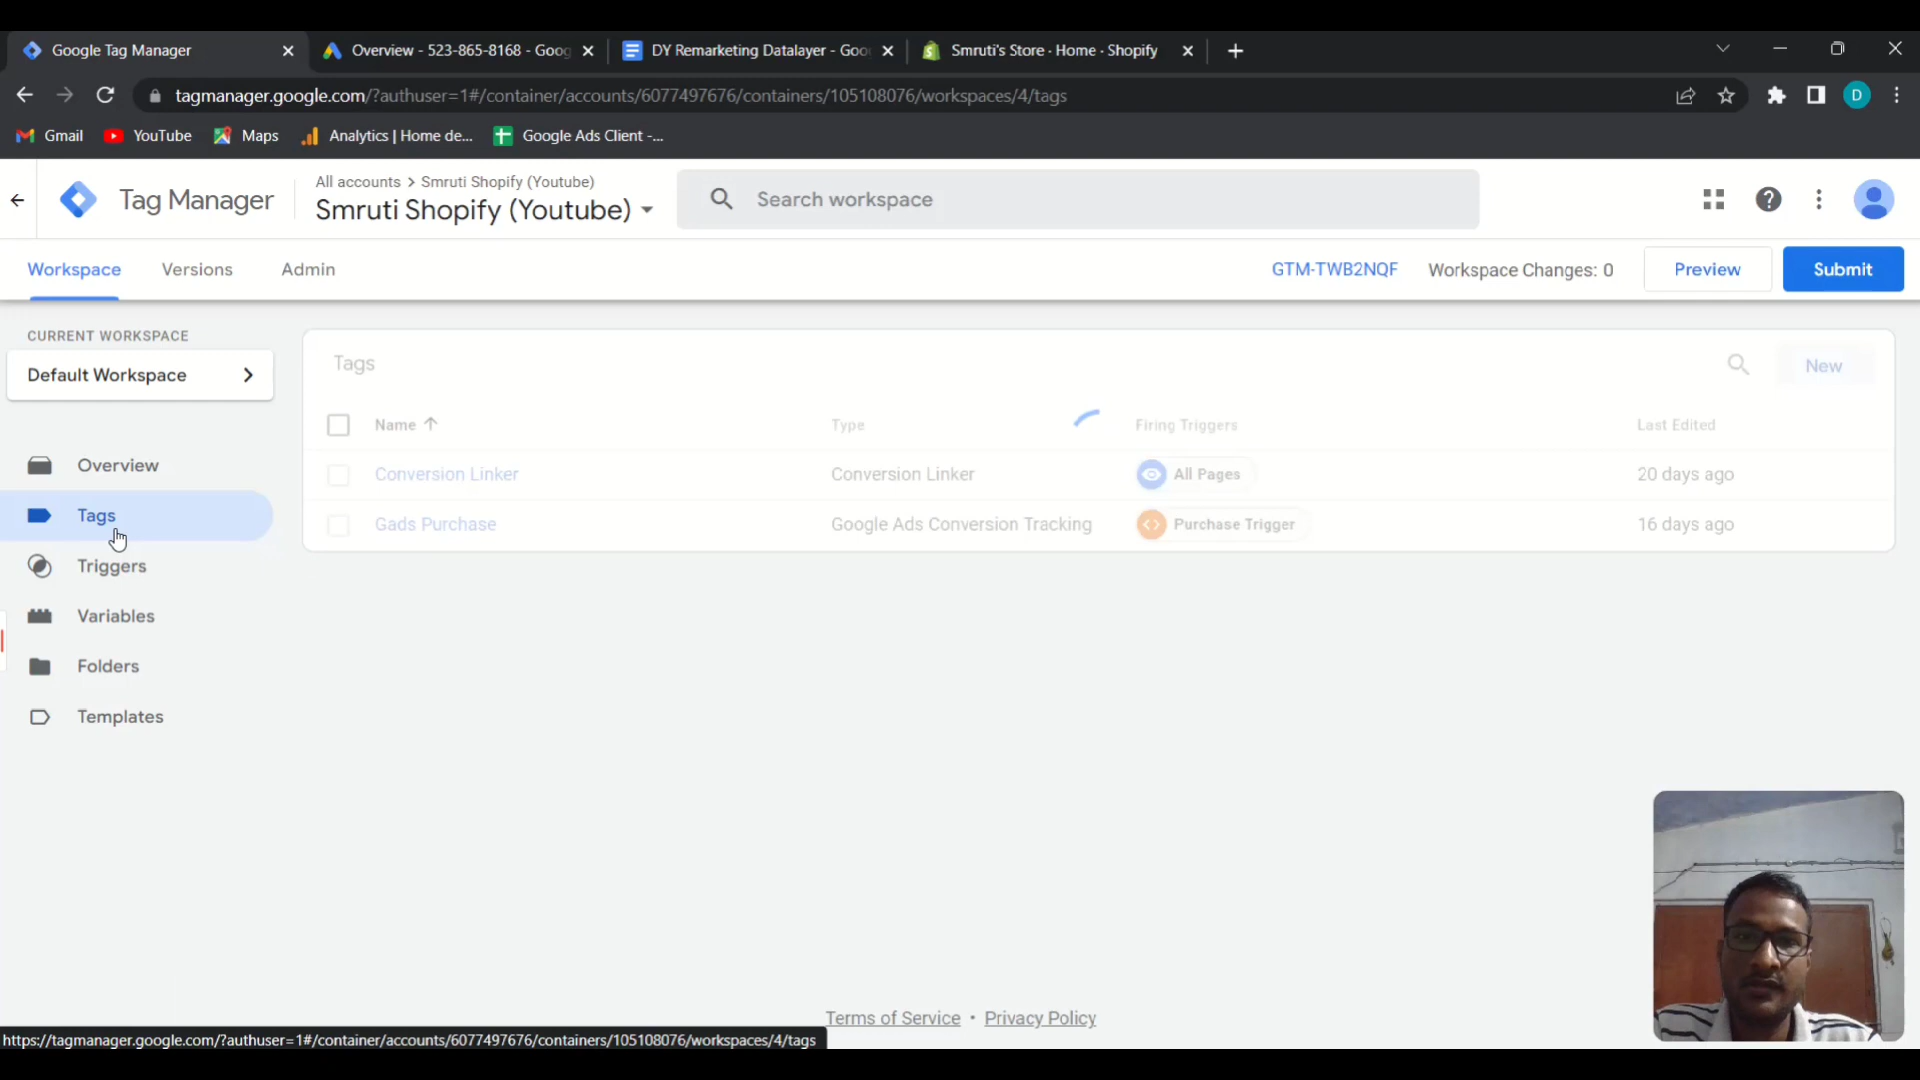 Google Tag Manager
Overview - 523-865-8168 - Goog
DY Remarketing Datalayer - Goo
Smruti's Store · Home · Shopify
tagmanager.google.com/?authuser=1#/container/accounts/6077497676/containers/105108076/workspaces/4/tags
D
Gmail
YouTube
Maps
Analytics | Home de...
Google Ads Client -...
Tag Manager
All accounts > Smruti Shopify (Youtube)
Smruti Shopify (Youtube)
Search workspace
Workspace
Versions
Admin
GTM-TWB2NQF
Workspace Changes: 0
Preview
Submit
CURRENT WORKSPACE
Default Workspace
Overview
Tags
Triggers
Variables
Folders
Templates
Tags
New
Name
Type
Firing Triggers
Last Edited
Conversion Linker
Conversion Linker
All Pages
20 days ago
Gads Purchase
Google Ads Conversion Tracking
Purchase Trigger
16 days ago
Terms of Service • Privacy Policy
https://tagmanager.google.com/?authuser=1#/container/accounts/6077497676/containers/105108076/workspaces/4/tags